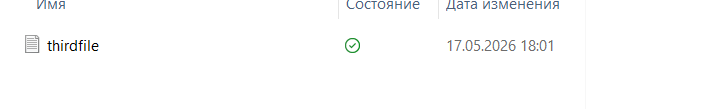 Имя Состояние Дата изменения
thirdfile 17.05.2026 18:01